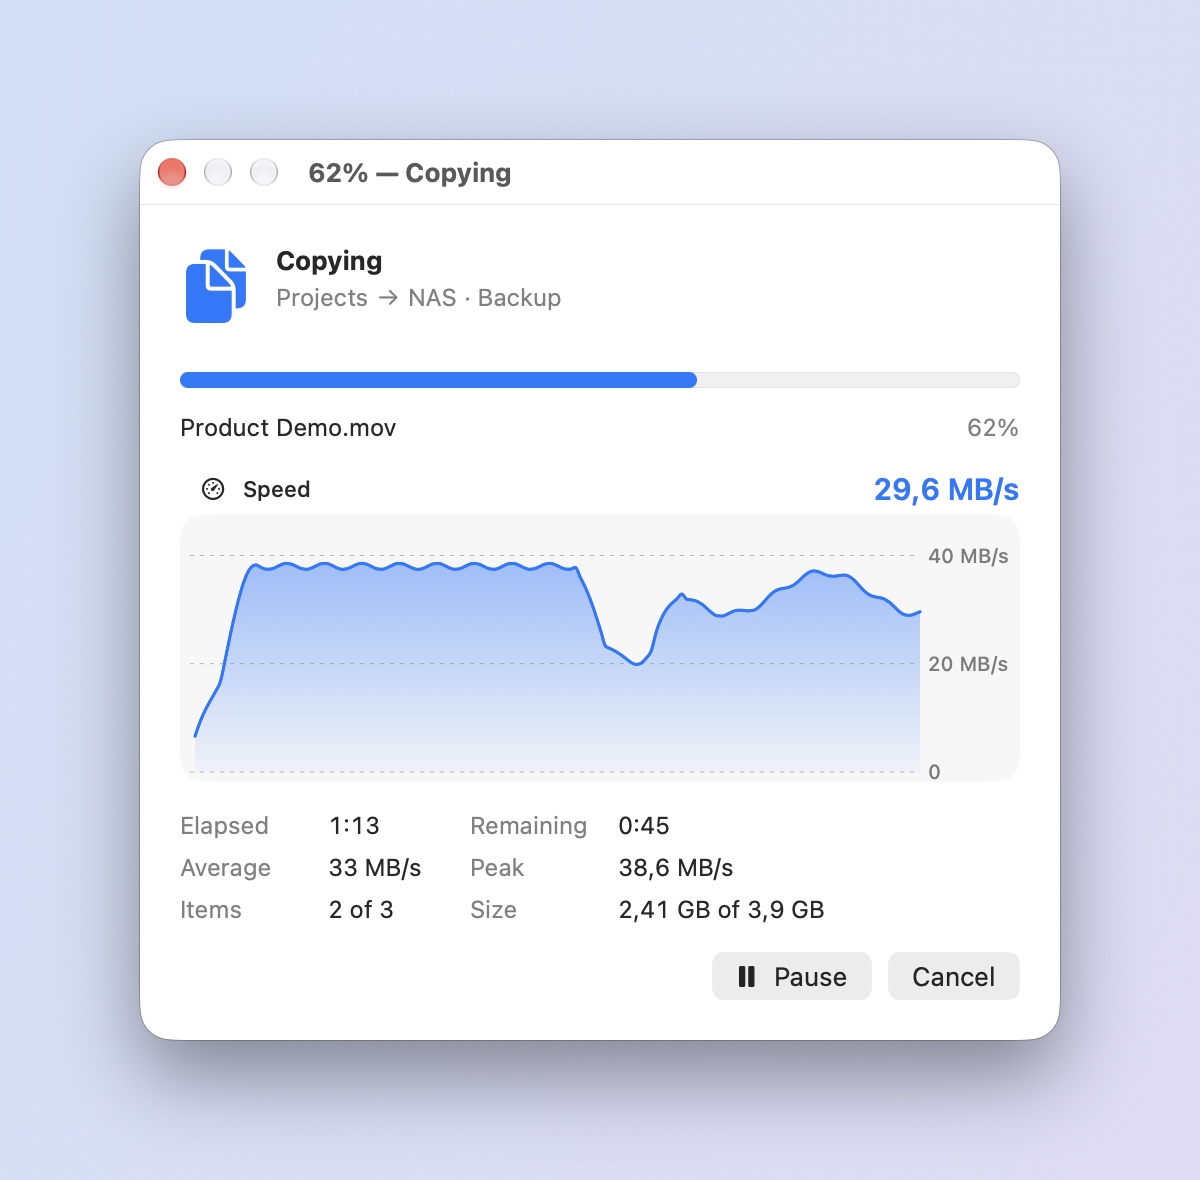 62% — Copying
Copying
Projects → NAS · Backup
Product Demo.mov 62%
Speed 29,6 MB/s
40 MB/s
20 MB/s
0
Elapsed 1:13 Remaining 0:45
Average 33 MB/s Peak 38,6 MB/s
Items 2 of 3 Size 2,41 GB of 3,9 GB
Pause Cancel